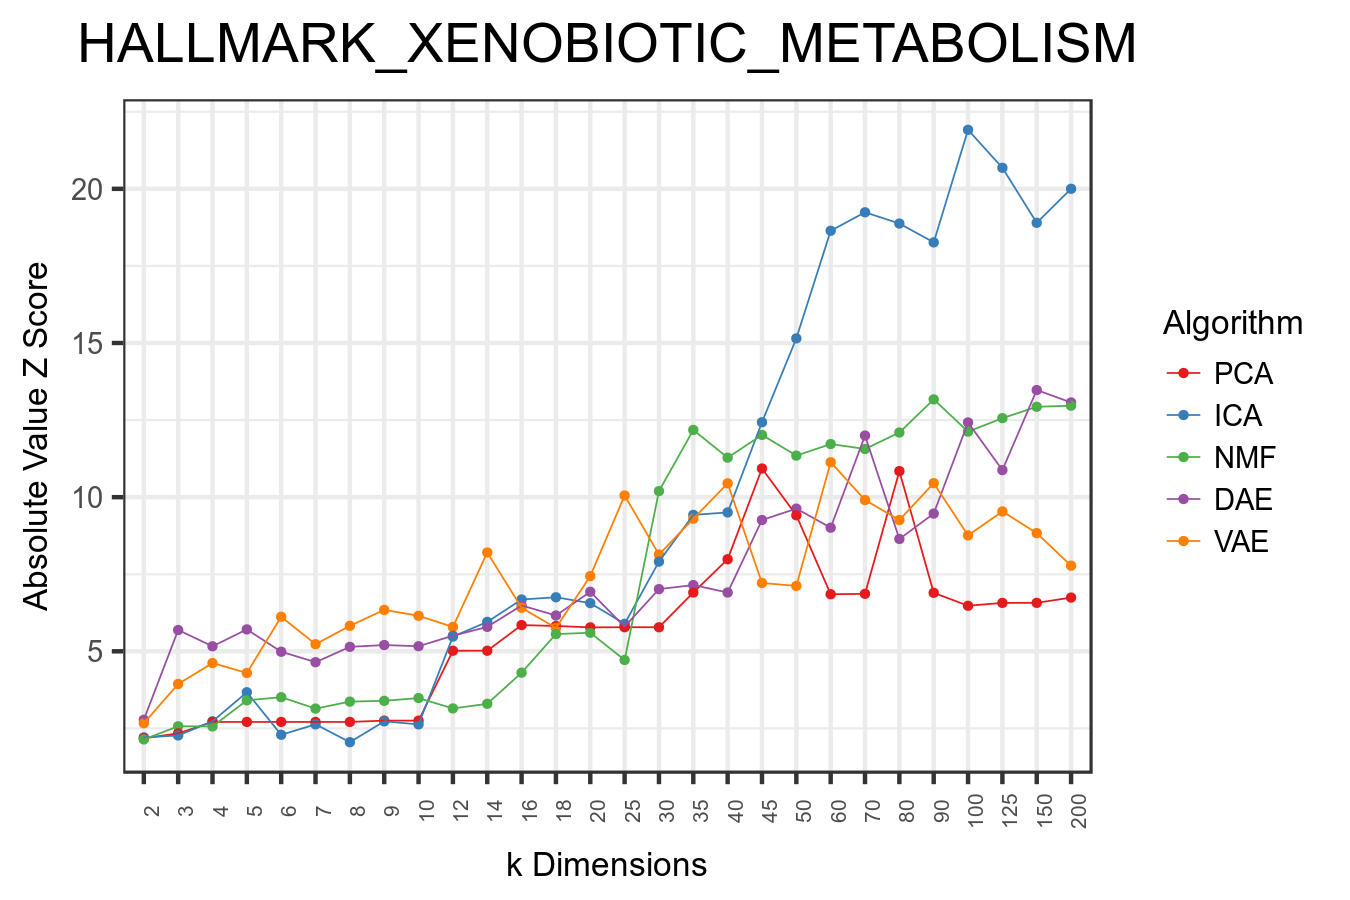 HALLMARK_XENOBIOTIC_METABOLISM
Absolute Value Z Score
20
15
10
5
2 3 4 5 6 7 8 9 10 12 14 16 18 20 25 30 35 40 45 50 60 70 80 90 100 125 150 200
k Dimensions
Algorithm
PCA
ICA
NMF
DAE
VAE